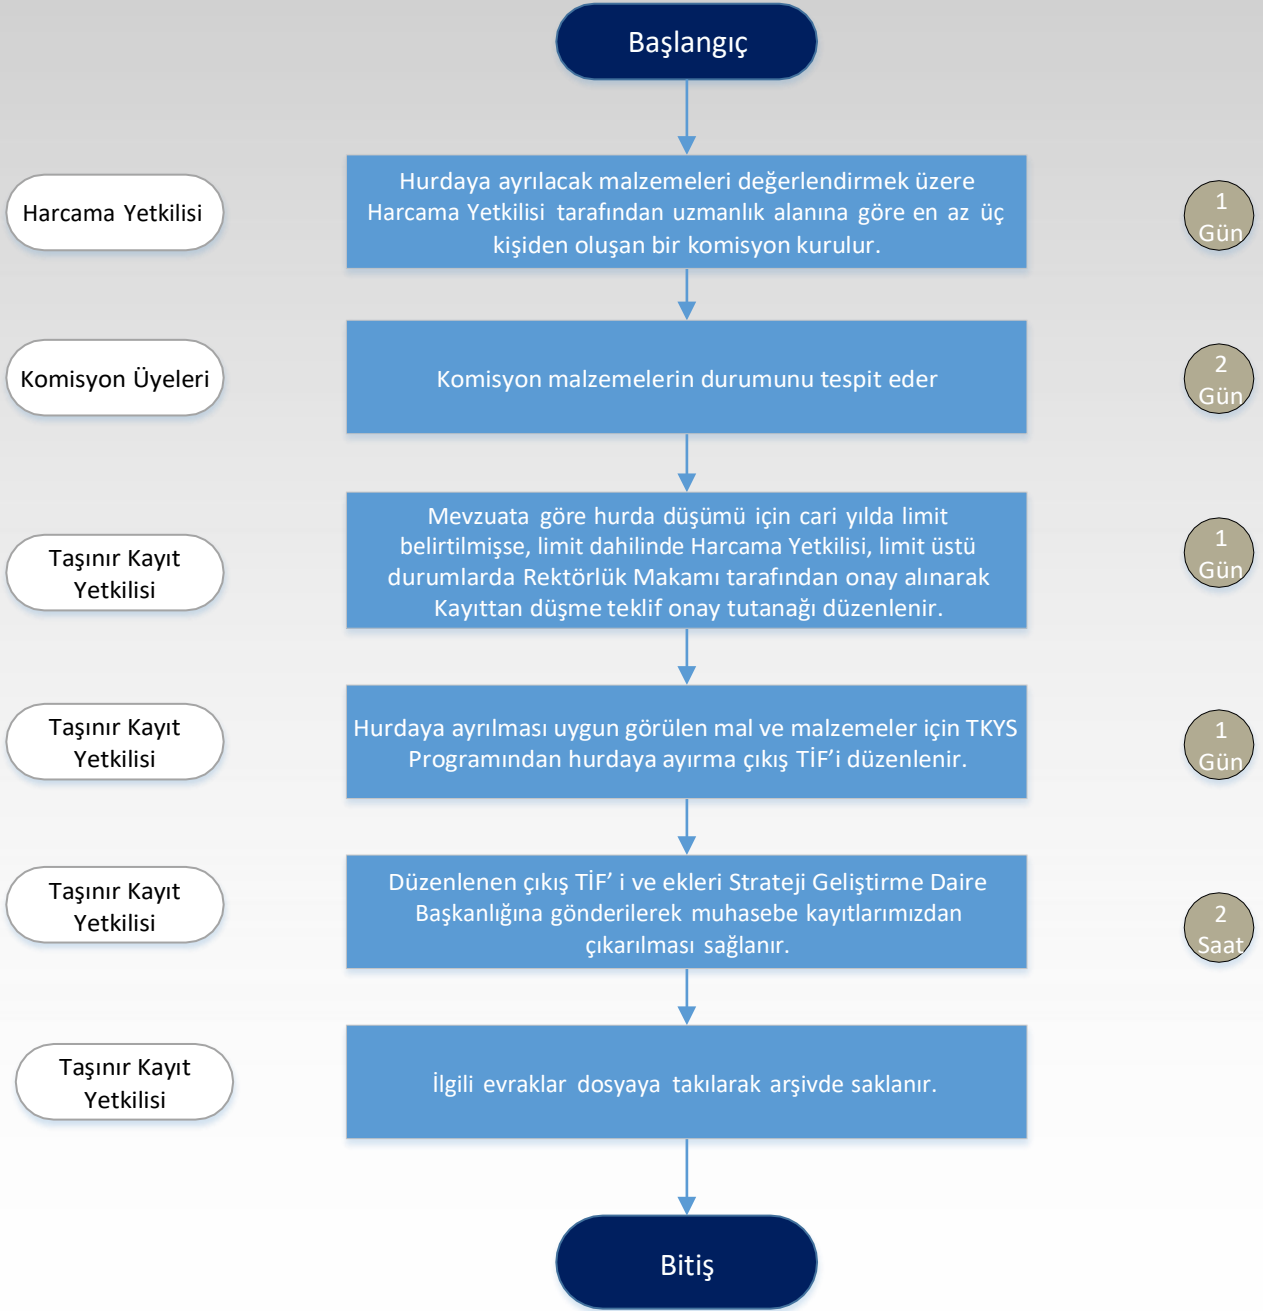 Başlangıç
Harcama Yetkilisi
Hurdaya ayrılacak malzemeleri değerlendirmek üzere
Harcama Yetkilisi tarafından uzmanlık alanına göre en az üç
kişiden oluşan bir komisyon kurulur.
1
Gün
Komisyon Üyeleri
Komisyon malzemelerin durumunu tespit eder
2
Gün
Taşınır Kayıt
Yetkilisi
Mevzuata göre hurda düşümü için cari yılda limit
belirtilmişse, limit dahilinde Harcama Yetkilisi, limit üstü
durumlarda Rektörlük Makamı tarafından onay alınarak
Kayıttan düşme teklif onay tutanağı düzenlenir.
1
Gün
Taşınır Kayıt
Yetkilisi
Hurdaya ayrılması uygun görülen mal ve malzemeler için TKYS
Programından hurdaya ayırma çıkış TİF’i düzenlenir.
1
Gün
Taşınır Kayıt
Yetkilisi
Düzenlenen çıkış TİF’ i ve ekleri Strateji Geliştirme Daire
Başkanlığına gönderilerek muhasebe kayıtlarımızdan
çıkarılması sağlanır.
2
Saat
Taşınır Kayıt
Yetkilisi
İlgili evraklar dosyaya takılarak arşivde saklanır.
Bitiş